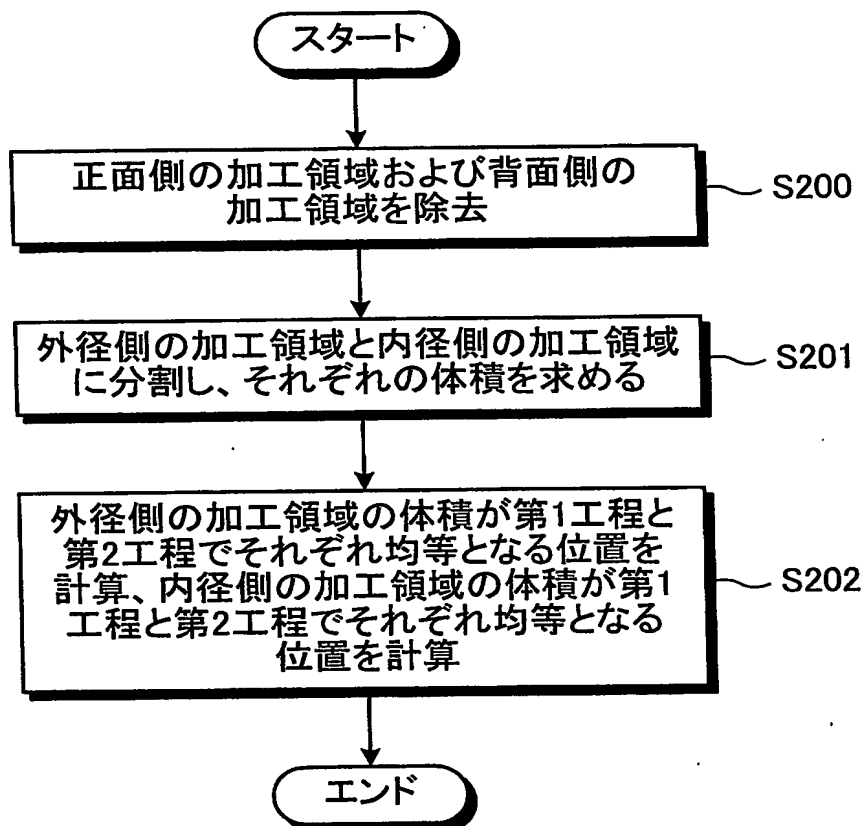 スタート
正面側の加工領域および背面側の
加工領域を除去
S200
外径側の加工領域と内径側の加工領域
に分割し、それぞれの体積を求める
S201
外径側の加工領域の体積が第1工程と
第2工程でそれぞれ均等となる位置を
計算、内径側の加工領域の体積が第1
工程と第2工程でそれぞれ均等となる
位置を計算
S202
エンド